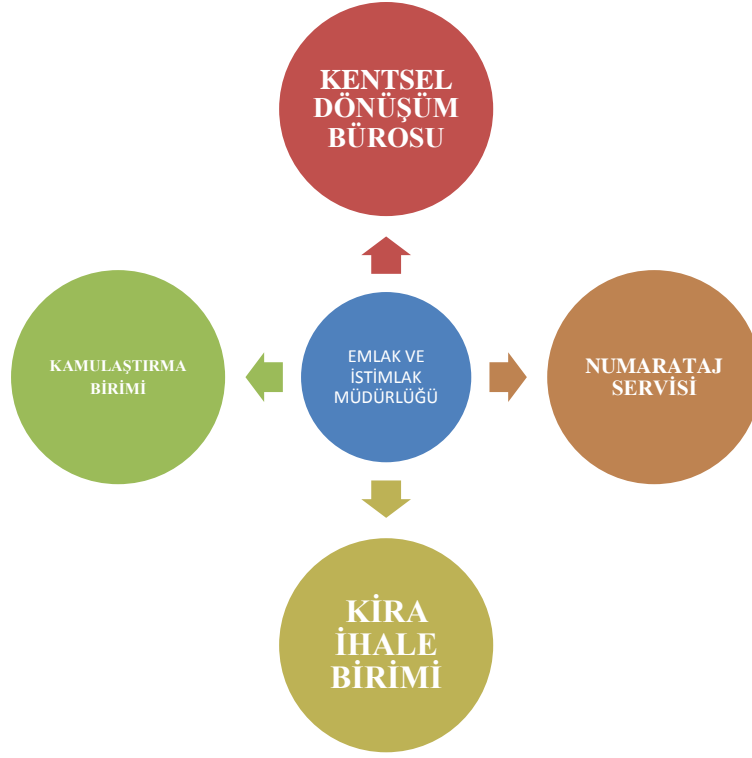 KENTSEL
DÖNÜŞÜM
BÜROSU
KAMULAŞTIRMA
BİRİMİ
EMLAK VE
İSTİMLAK
MÜDÜRLÜĞÜ
NUMARATAJ
SERVİSİ
KİRA
İHALE
BİRİMİ